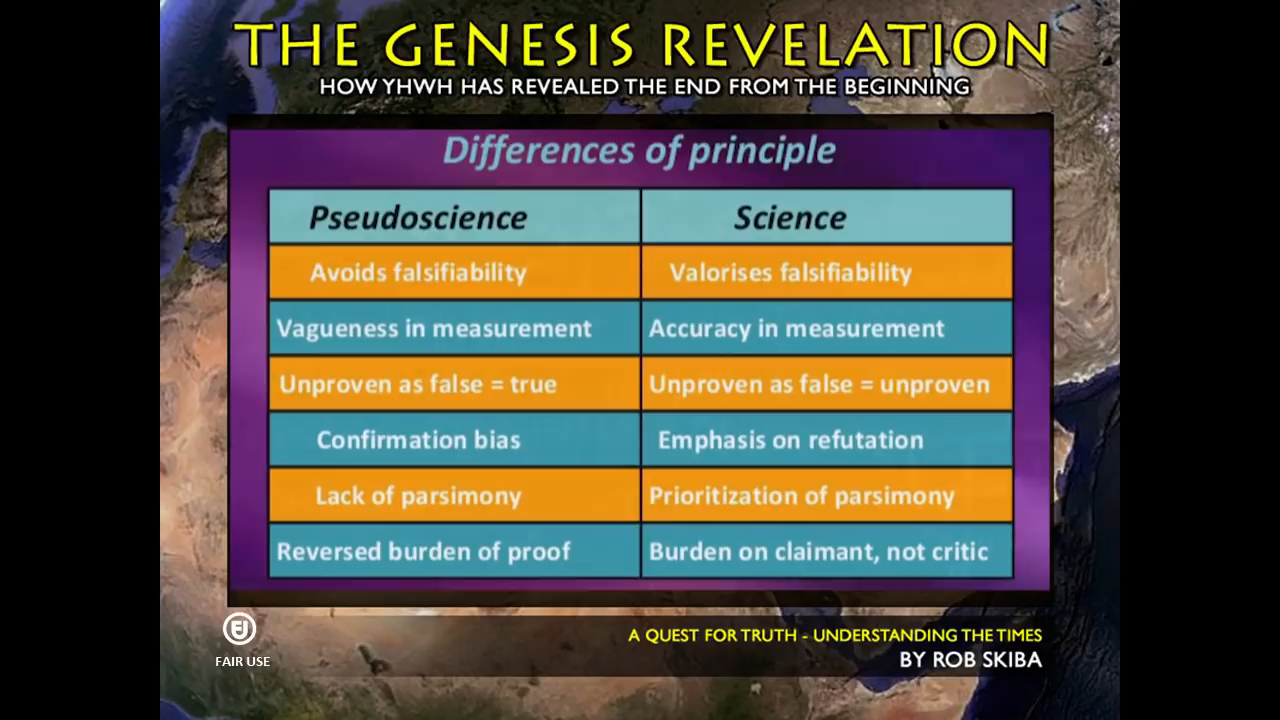 THE GENESIS REVELATION
HOW YHWH HAS REVEALED THE END FROM THE BEGINNING
Differences of principle
Pseudoscience Science
Avoids falsifiability Valorises falsifiability
Vagueness in measurement Accuracy in measurement
Unproven as false = true Unproven as false = unproven
Confirmation bias Emphasis on refutation
Lack of parsimony Prioritization of parsimony
Reversed burden of proof Burden on claimant, not critic
FAIR USE
A QUEST FOR TRUTH - UNDERSTANDING THE TIMES
BY ROB SKIBA